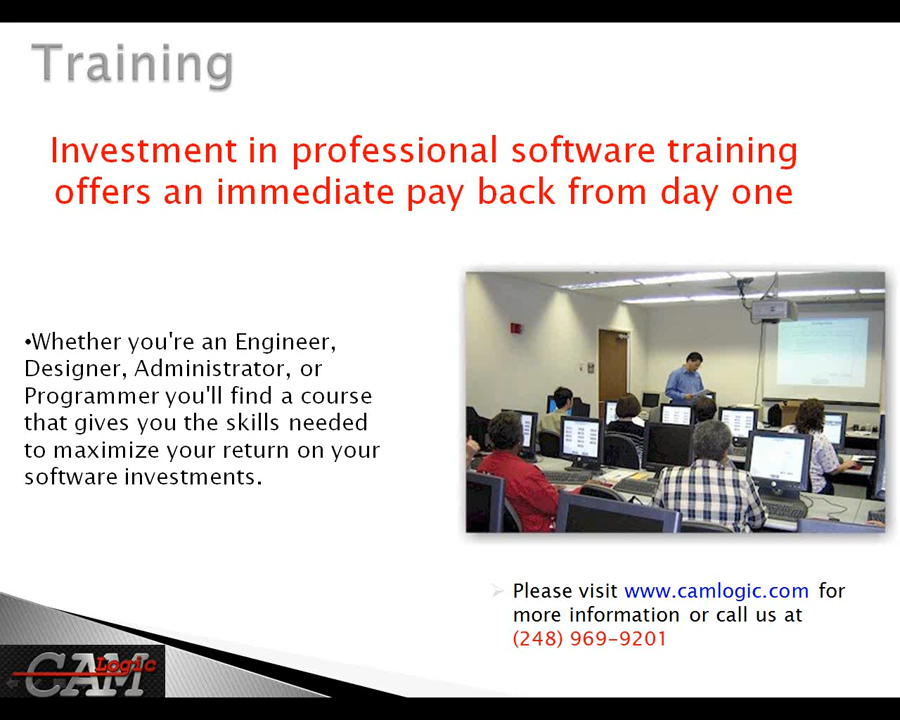 Training
Investment in professional software training
offers an immediate pay back from day one
•Whether you're an Engineer,
Designer, Administrator, or
Programmer you'll find a course
that gives you the skills needed
to maximize your return on your
software investments.
Please visit www.camlogic.com for
more information or call us at
(248) 969-9201
CAM Logic